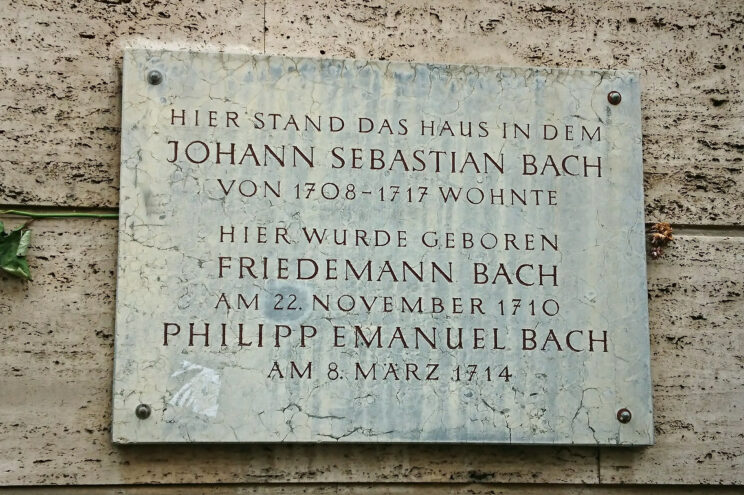 HIER STAND DAS HAUS IN DEM
JOHANN SEBASTIAN BACH
VON 1708-1717 WOHNTE
HIER WURDE GEBOREN
FRIEDEMANN BACH
AM 22. NOVEMBER 1710
PHILIPP EMANUEL BACH
AM 8. MÄRZ 1714